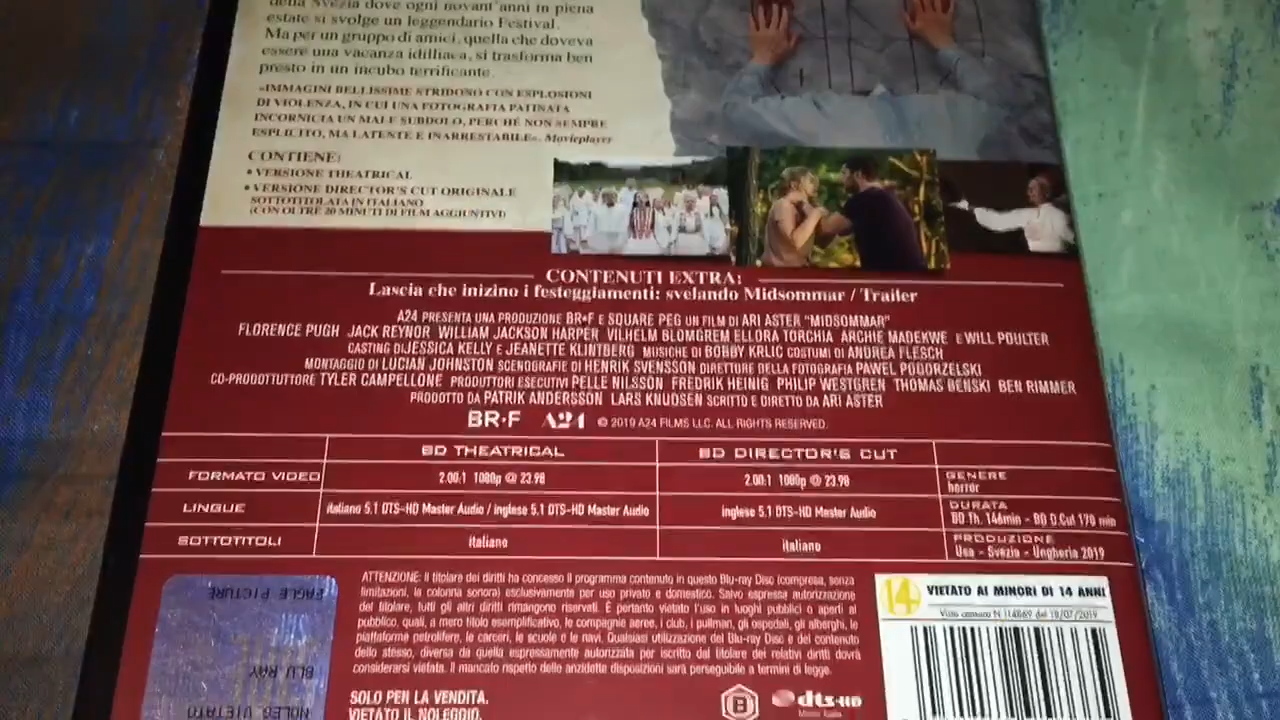 della Svezia dove ogni novant'anni in piena
estate si svolge un leggendario Festival.
Ma per un gruppo di amici, quella che doveva
essere una vacanza idilliaca, si trasforma ben
presto in un incubo terrificante.
«IMMAGINI BELLISSIME STRIDONO CON ESPLOSIONI
DI VIOLENZA, IN CUI UNA FOTOGRAFIA PATINATA
INCORNICIA UN MALE SUBDOLO, PERCHÉ NON SEMPRE
ESPLICITO, MA LATENTE E INARRESTABILE». Movieplayer
CONTIENE:
• VERSIONE THEATRICAL
• VERSIONE DIRECTOR'S CUT ORIGINALE
SOTTOTITOLATA IN ITALIANO
(CON OLTRE 20 MINUTI DI FILM AGGIUNTIVI)
CONTENUTI EXTRA:
Lascia che inizino i festeggiamenti: svelando Midsommar / Trailer
A24 PRESENTA UNA PRODUZIONE BR•F E SQUARE PEG UN FILM DI ARI ASTER "MIDSOMMAR"
FLORENCE PUGH JACK REYNOR WILLIAM JACKSON HARPER VILHELM BLOMGREM ELLORA TORCHIA ARCHIE MADEKWE E WILL POULTER
CASTING DI JESSICA KELLY E JEANETTE KLINTBERG MUSICHE DI BOBBY KRLIC COSTUMI DI ANDREA FLESCH
MONTAGGIO DI LUCIAN JOHNSTON SCENOGRAFIE DI HENRIK SVENSSON DIRETTORE DELLA FOTOGRAFIA PAWEL POGORZELSKI
CO-PRODOTTUTTORE TYLER CAMPELLONE PRODUTTORI ESECUTIVI PELLE NILSSON FREDRIK HEINIG PHILIP WESTGREN THOMAS BENSKI BEN RIMMER
PRODOTTO DA PATRIK ANDERSSON LARS KNUDSEN SCRITTO E DIRETTO DA ARI ASTER
BR•F A24 © 2019 A24 FILMS LLC. ALL RIGHTS RESERVED.
BD THEATRICAL BD DIRECTOR'S CUT
FORMATO VIDEO 2.00:1 1080p @ 23.98 2.00:1 1080p @ 23.98 GENERE
horror
LINGUE italiano 5.1 DTS-HD Master Audio / inglese 5.1 DTS-HD Master Audio inglese 5.1 DTS-HD Master Audio DURATA
BD Th. 146min - BD D.Cut 170 min
SOTTOTITOLI italiano italiano PRODUZIONE
Usa - Svezia - Ungheria 2019
ATTENZIONE: Il titolare dei diritti ha concesso il programma contenuto in questo Blu-ray Disc (compresa, senza
limitazioni, la colonna sonora) esclusivamente per uso privato e domestico. Salvo espressa autorizzazione
del titolare, tutti gli altri diritti rimangono riservati. È pertanto vietato l'uso in luoghi pubblici o aperti al
pubblico, quali, a mero titolo esemplificativo, le compagnie aeree, i club, i pullman, gli ospedali, gli alberghi, le
piattaforme petrolifere, le carceri, le scuole e le navi. Qualsiasi utilizzazione del Blu-ray Disc e del contenuto
dello stesso, diversa da quella espressamente autorizzata per iscritto dal titolare dei relativi diritti dovrà
considerarsi vietata. Il mancato rispetto delle anzidette disposizioni sarà perseguibile a termini di legge.
SOLO PER LA VENDITA.
VIETATO IL NOLEGGIO.
EAGLE PICTURE
BLU RAY
NOLEG VIETATO
B
dts-HD
Master Audio
14 VIETATO AI MINORI DI 14 ANNI
Visto censura N 114869 del 18/07/2019